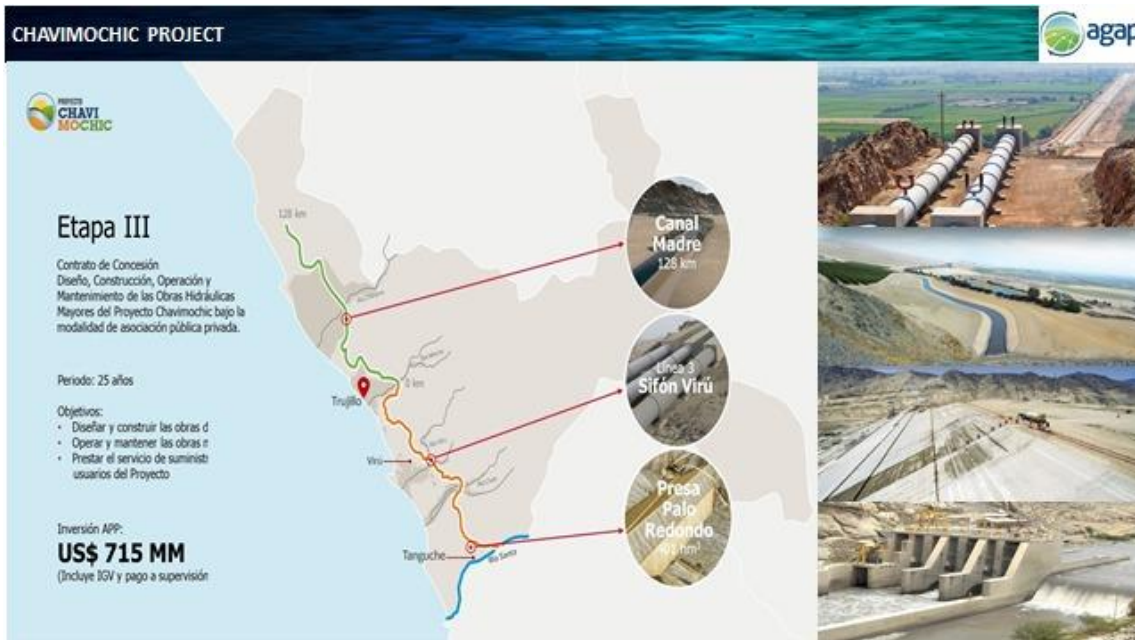 CHAVIMOCHIC PROJECT
agap
PROYECTO
CHAVI
MOCHIC
Etapa III
Contrato de Concesión
Diseño, Construcción, Operación y
Mantenimiento de las Obras Hidráulicas
Mayores del Proyecto Chavimochic bajo la
modalidad de asociación pública privada.
Periodo: 25 años
Objetivos:
• Diseñar y construir las obras d
• Operar y mantener las obras
• Prestar el servicio de suminist
usuarios del Proyecto
Inversión APP:
US$ 715 MM
(Incluye IGV y pago a supervisión
128 km
0 km
Trujillo
Virú
Tanguche
Río Santa
Canal
Madre
128 km
Línea 3
Sifón Virú
Presa
Palo
Redondo